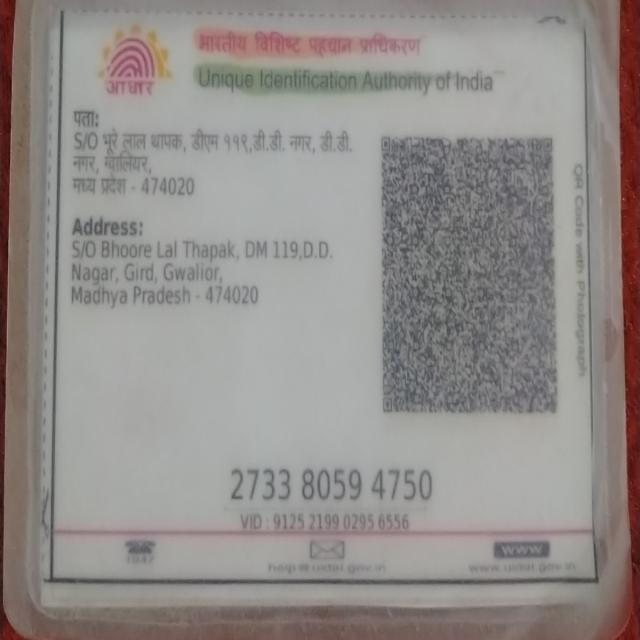 भारतीय विशिष्ट पहचान प्राधिकरण
Unique Identification Authority of India
आधार
पता:
S/O भूरे लाल थापक, डीएम ११९,डी.डी. नगर, डी.डी.
नगर, ग्वालियर,
मध्य प्रदेश - 474020
Address:
S/O Bhoore Lal Thapak, DM 119,D.D.
Nagar, Gird, Gwalior,
Madhya Pradesh - 474020
QR Code with Photograph
2733 8059 4750
VID : 9125 2199 0295 6556
1947
help@uidai.gov.in
www
www.uidai.gov.in